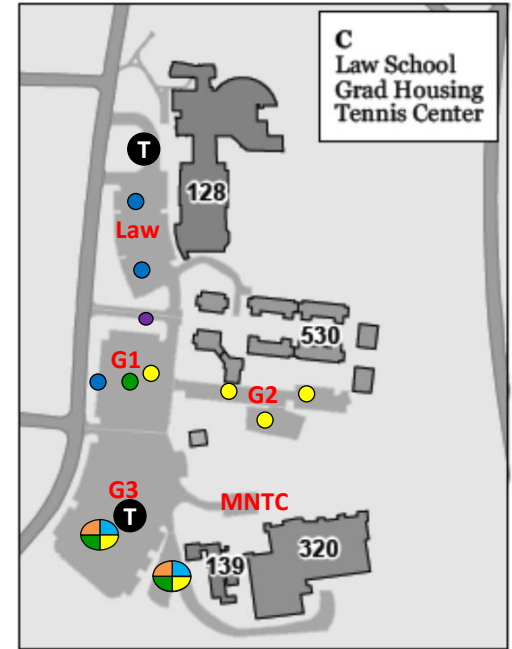 C
Law School
Grad Housing
Tennis Center
T
128
Law
530
G1
G2
G3
T
MNTC
139
320